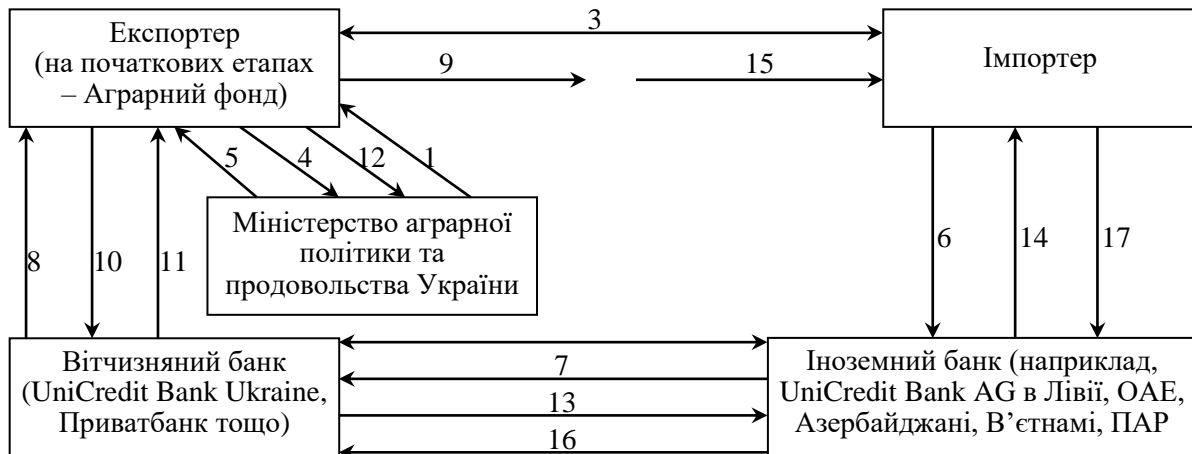 Експортер
(на початкових етапах
– Аграрний фонд)
3
9
15
Імпортер
5
4
12
1
Міністерство аграрної
політики та
продовольства України
8
10
11
6
14
17
Вітчизняний банк
(UniCredit Bank Ukraine,
Приватбанк тощо)
7
13
16
Іноземний банк (наприклад,
UniCredit Bank AG в Лівії, ОАЕ,
Азербайджані, В’єтнамі, ПАР